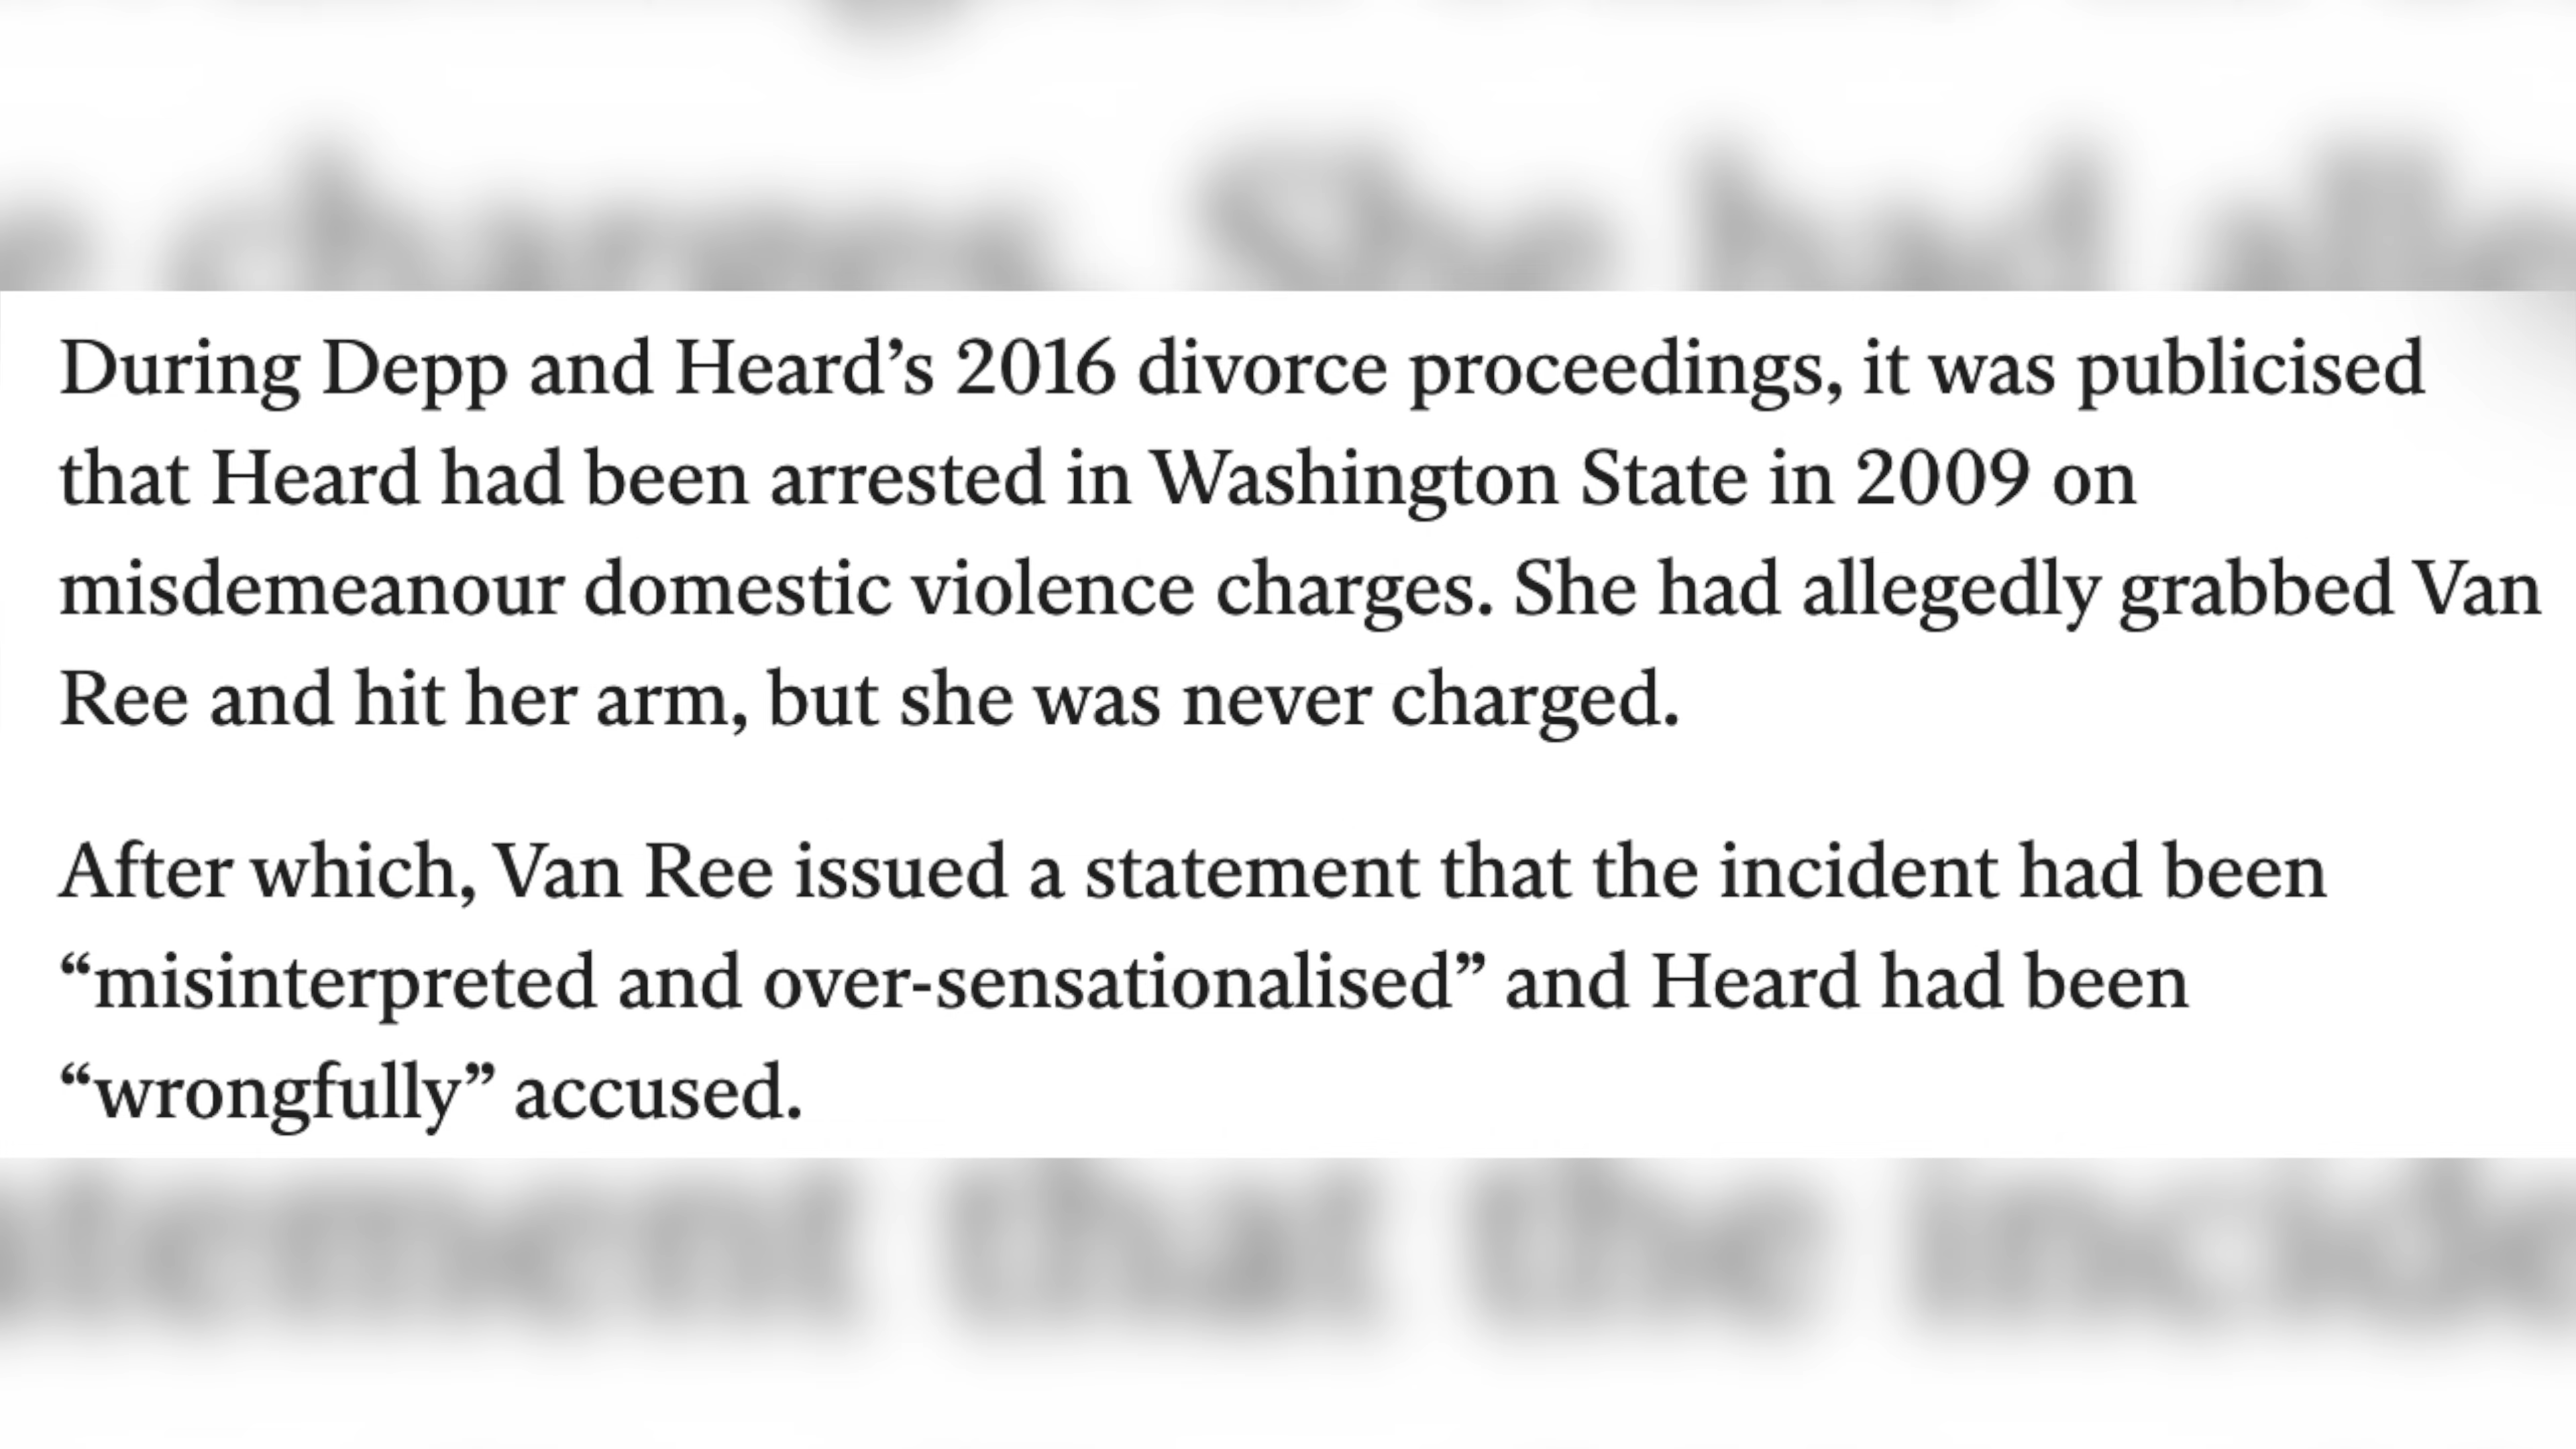 During Depp and Heard’s 2016 divorce proceedings, it was publicised
that Heard had been arrested in Washington State in 2009 on
misdemeanour domestic violence charges. She had allegedly grabbed Van
Ree and hit her arm, but she was never charged.
After which, Van Ree issued a statement that the incident had been
“misinterpreted and over-sensationalised” and Heard had been
“wrongfully” accused.